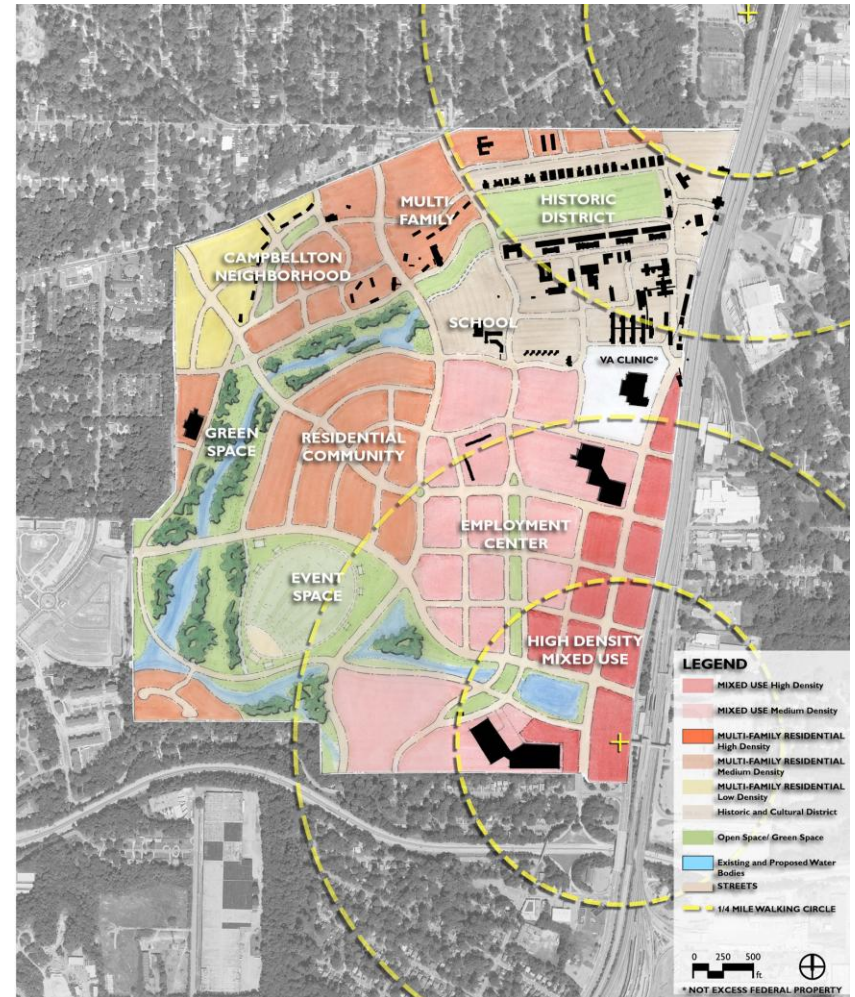 MULTI-
FAMILY
HISTORIC
DISTRICT
CAMPBELLTON
NEIGHBORHOOD
SCHOOL
VA CLINIC*
GREEN
SPACE
RESIDENTIAL
COMMUNITY
EMPLOYMENT
CENTER
EVENT
SPACE
HIGH DENSITY
MIXED USE
LEGEND
MIXED USE High Density
MIXED USE Medium Density
MULTI-FAMILY RESIDENTIAL
High Density
MULTI-FAMILY RESIDENTIAL
Medium Density
MULTI-FAMILY RESIDENTIAL
Low Density
Historic and Cultural District
Open Space/ Green Space
Existing and Proposed Water
Bodies
STREETS
1/4 MILE WALKING CIRCLE
0 250 500
ft.
* NOT EXCESS FEDERAL PROPERTY